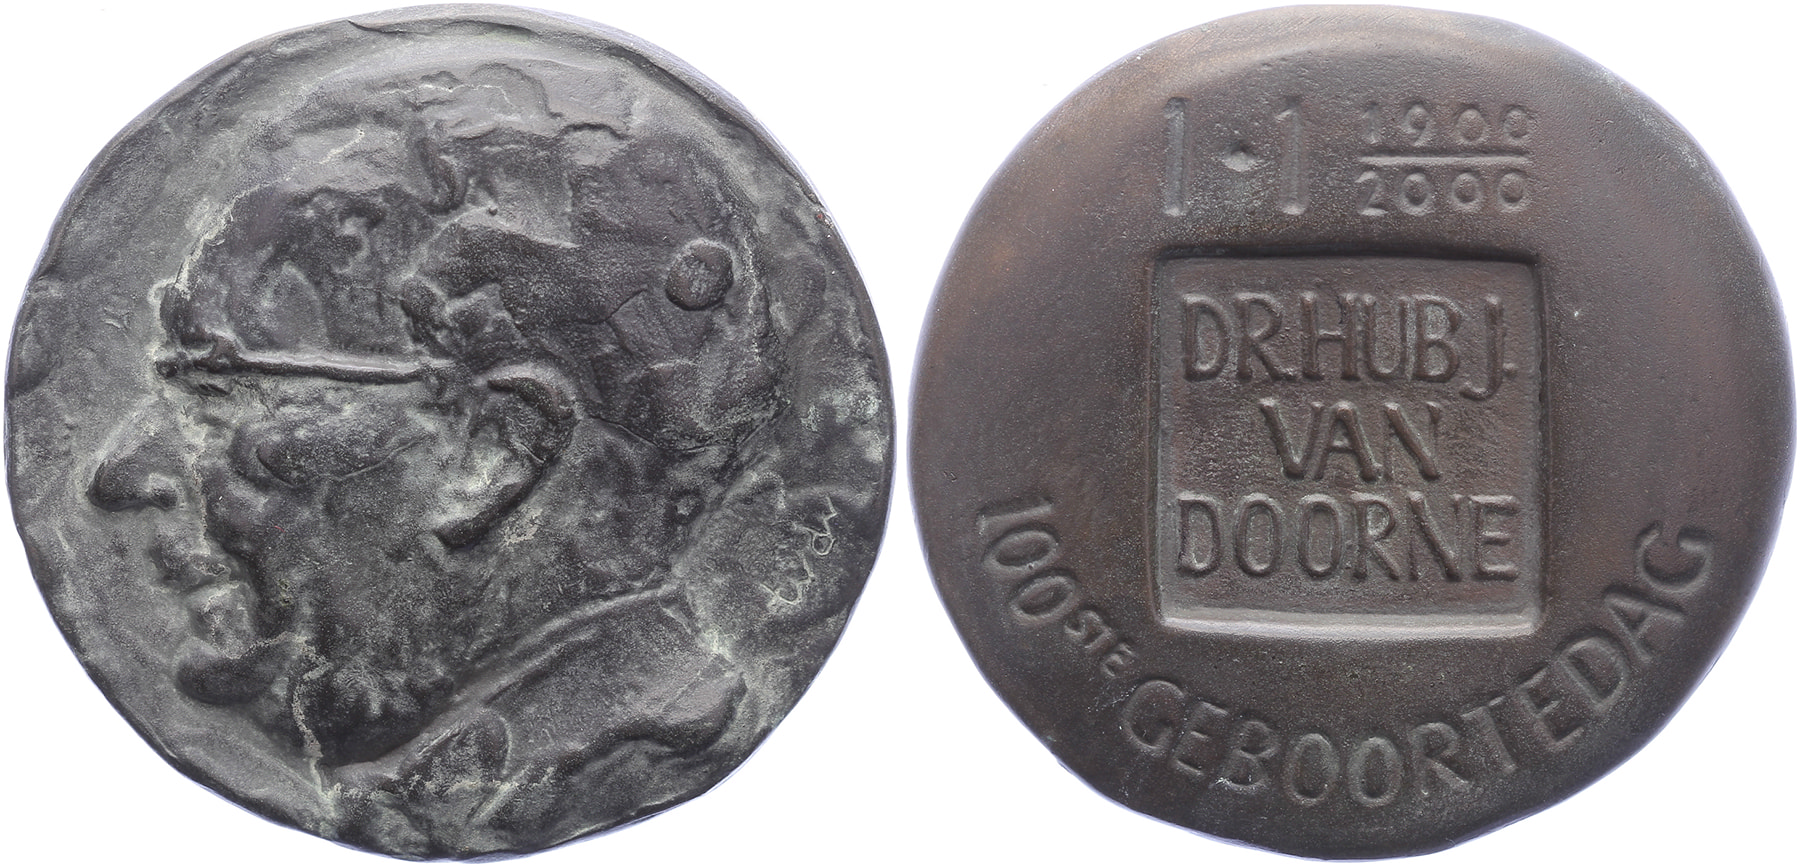 1·1 1900
2000
DR. HUB J.
VAN
DOORNE
100STE GEBOORTEDAG